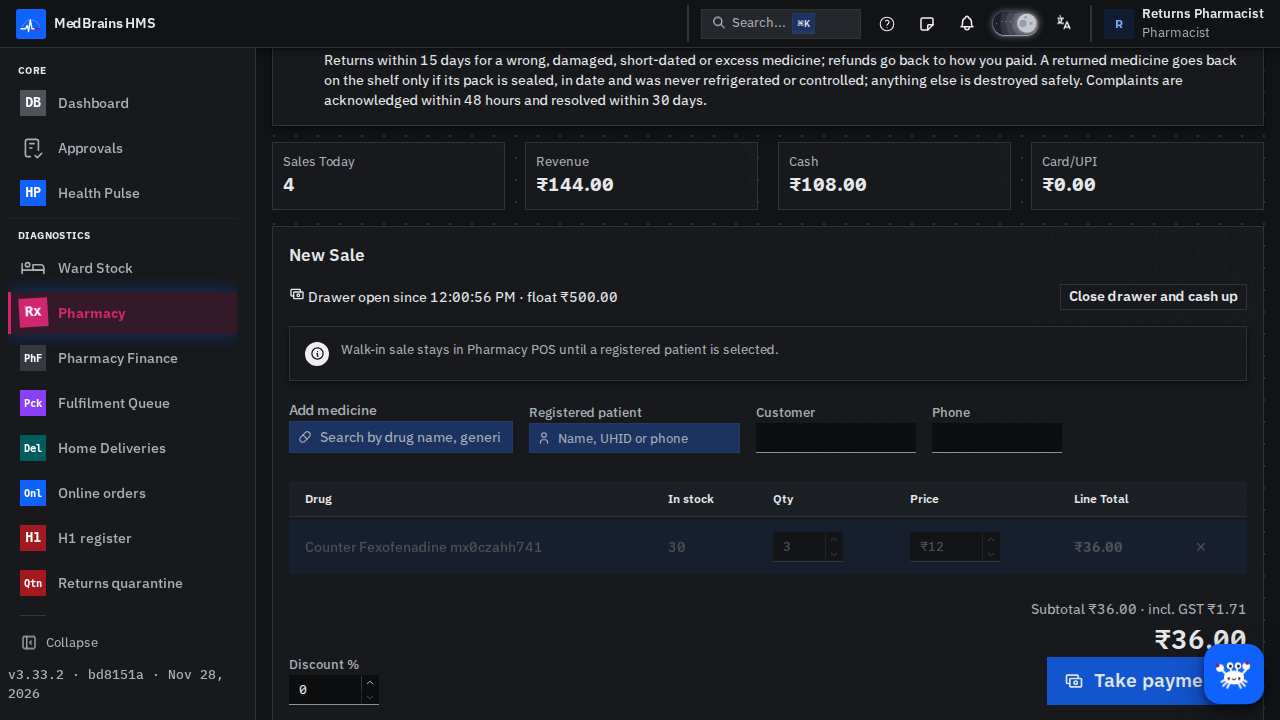 MedBrains HMS
Search...
⌘K
R
Returns Pharmacist
Pharmacist
CORE
DB Dashboard
Approvals
HP Health Pulse
DIAGNOSTICS
Ward Stock
Rx Pharmacy
PhF Pharmacy Finance
Pck Fulfilment Queue
Del Home Deliveries
Onl Online orders
H1 H1 register
Qtn Returns quarantine
Collapse
v3.33.2 · bd8151a · Nov 28,
2026
Returns within 15 days for a wrong, damaged, short-dated or excess medicine; refunds go back to how you paid. A returned medicine goes back
on the shelf only if its pack is sealed, in date and was never refrigerated or controlled; anything else is destroyed safely. Complaints are
acknowledged within 48 hours and resolved within 30 days.
Sales Today
4
Revenue
₹144.00
Cash
₹108.00
Card/UPI
₹0.00
New Sale
Drawer open since 12:00:56 PM · float ₹500.00
Close drawer and cash up
Walk-in sale stays in Pharmacy POS until a registered patient is selected.
Add medicine
Search by drug name, generi
Registered patient
Name, UHID or phone
Customer
Phone
Drug In stock Qty Price Line Total
Counter Fexofenadine mx0czahh741 30 3 ₹12 ₹36.00 ✕
Subtotal ₹36.00 · incl. GST ₹1.71
₹36.00
Discount %
0
Take payme